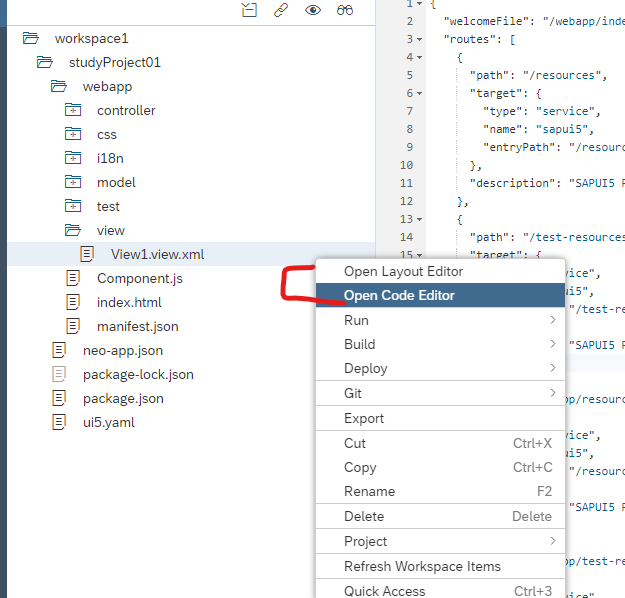 workspace1
studyProject01
webapp
controller
css
i18n
model
test
view
View1.view.xml
Component.js
index.html
manifest.json
neo-app.json
package-lock.json
package.json
ui5.yaml
1 {
2 "welcomeFile": "/webapp/inde
3 "routes": [
4 {
5 "path": "/resources",
6 "target": {
7 "type": "service",
8 "name": "sapui5",
9 "entryPath": "/resourc
10 },
11 "description": "SAPUI5 R
12 },
13 {
14 "path": "/test-resources
15 "target": {
vice",
ui5",
"/test-re
"SAPUI5 R
pp/resourc
vice",
ui5",
"/resourc
"SAPUI5 R
pp/test-re
Open Layout Editor
Open Code Editor
Run
Build
Deploy
Git
Export
Cut Ctrl+X
Copy Ctrl+C
Rename F2
Delete Delete
Project
Refresh Workspace Items
Quick Access Ctrl+3